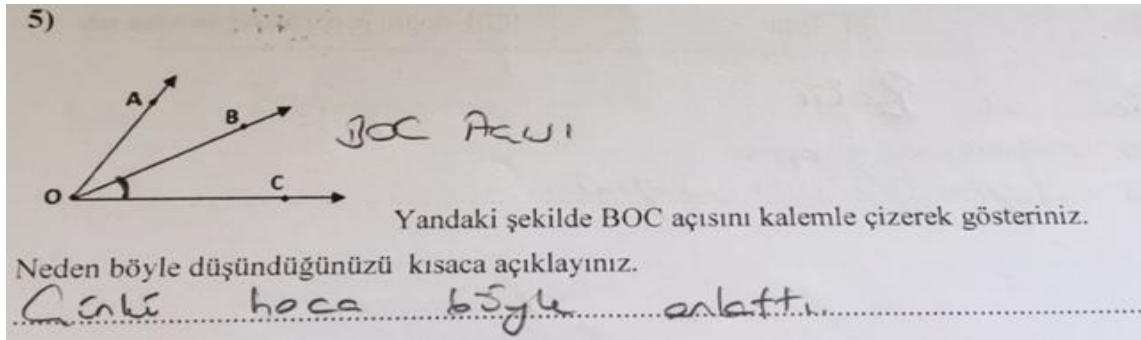 5)
A
B
BOC Açısı
O
C
Yandaki şekilde BOC açısını kalemle çizerek gösteriniz.
Neden böyle düşündüğünüzü kısaca açıklayınız.
Çünkü hoca böyle anlattı.